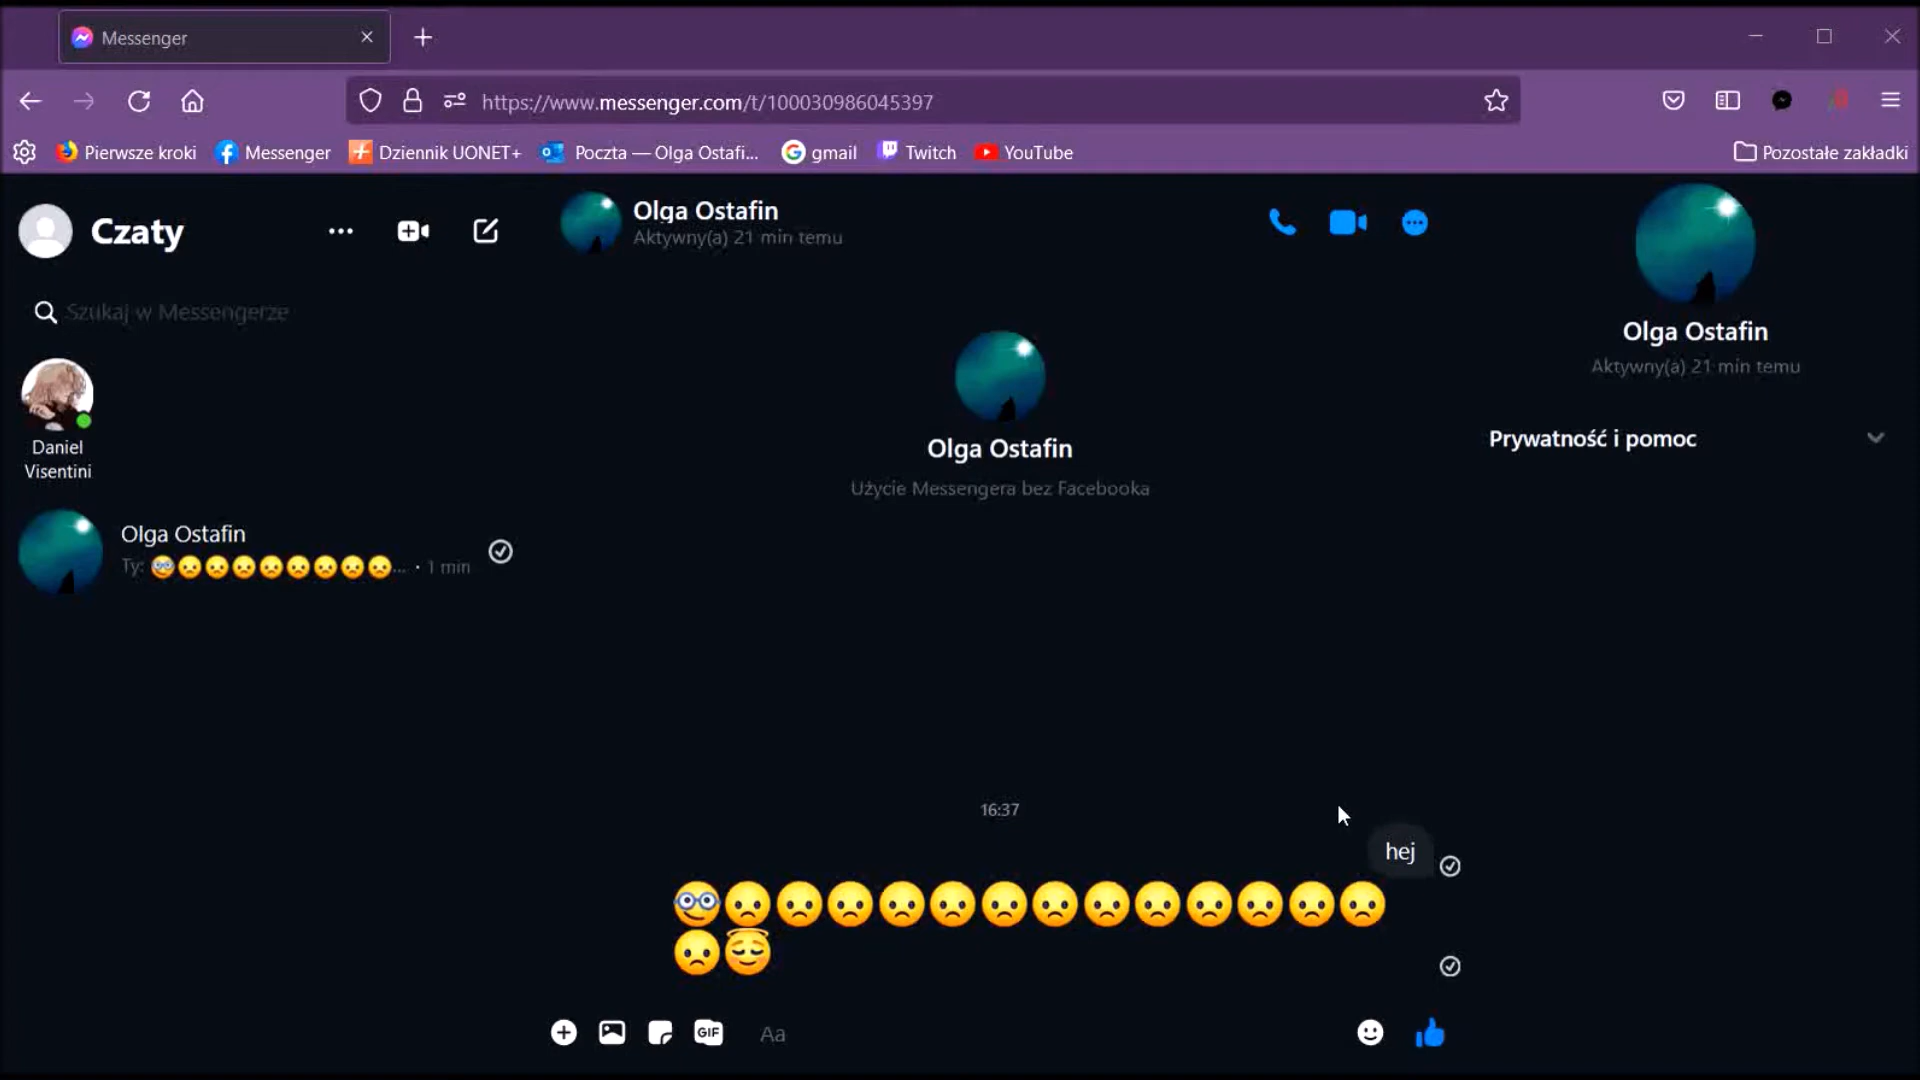 Messenger
https://www.messenger.com/t/100030986045397
Pierwsze kroki
Messenger
Dziennik UONET+
Poczta — Olga Ostafi...
gmail
Twitch
YouTube
Pozostałe zakładki
Czaty
Szukaj w Messengerze
Daniel
Visentini
Olga Ostafin
Ty: 🤓🙁🙁🙁🙁🙁🙁🙁🙁... · 1 min
Olga Ostafin
Aktywny(a) 21 min temu
Olga Ostafin
Użycie Messengera bez Facebooka
16:37
hej
🤓🙁🙁🙁🙁🙁🙁🙁🙁🙁🙁🙁🙁🙁
🙁😇
GIF
Aa
Olga Ostafin
Aktywny(a) 21 min temu
Prywatność i pomoc